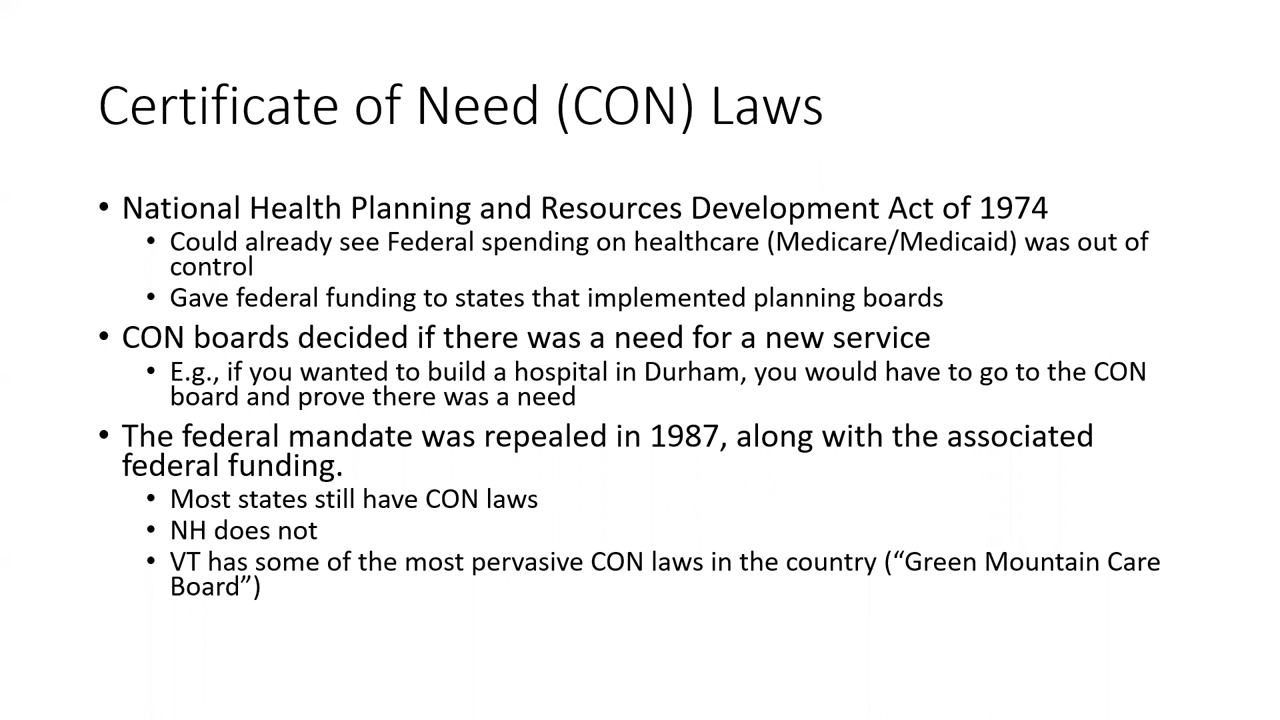 Certificate of Need (CON) Laws
• National Health Planning and Resources Development Act of 1974
• Could already see Federal spending on healthcare (Medicare/Medicaid) was out of
control
• Gave federal funding to states that implemented planning boards
• CON boards decided if there was a need for a new service
• E.g., if you wanted to build a hospital in Durham, you would have to go to the CON
board and prove there was a need
• The federal mandate was repealed in 1987, along with the associated
federal funding.
• Most states still have CON laws
• NH does not
• VT has some of the most pervasive CON laws in the country (“Green Mountain Care
Board”)